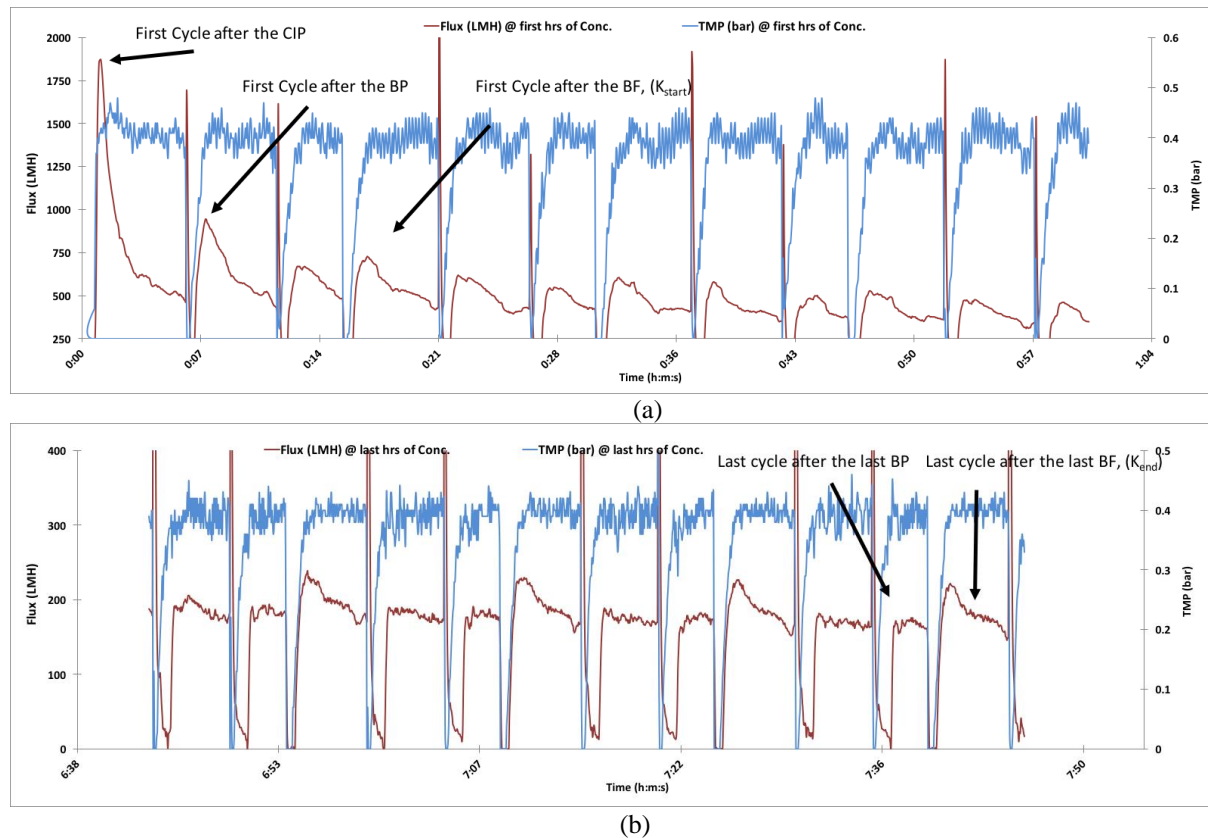 Flux (LMH) @ first hrs of Conc. TMP (bar) @ first hrs of Conc.
First Cycle after the CIP
First Cycle after the BP
First Cycle after the BF, (Kstart)
2000
1750
1500
1250
1000
750
500
250
Flux (LMH)
0.6
0.5
0.4
0.3
0.2
0.1
0
TMP (bar)
0:00 0:07 0:14 0:21 0:28 0:36 0:43 0:50 0:57 1:04
Time (h:m:s)
(a)
Flux (LMH) @ last hrs of Conc. TMP (bar) @ last hrs of Conc.
Last cycle after the last BP
Last cycle after the last BF, (Kend)
400
300
200
100
0
Flux (LMH)
0.5
0.4
0.3
0.2
0.1
0
TMP (bar)
6:38 6:53 7:07 7:22 7:36 7:50
Time (h:m:s)
(b)